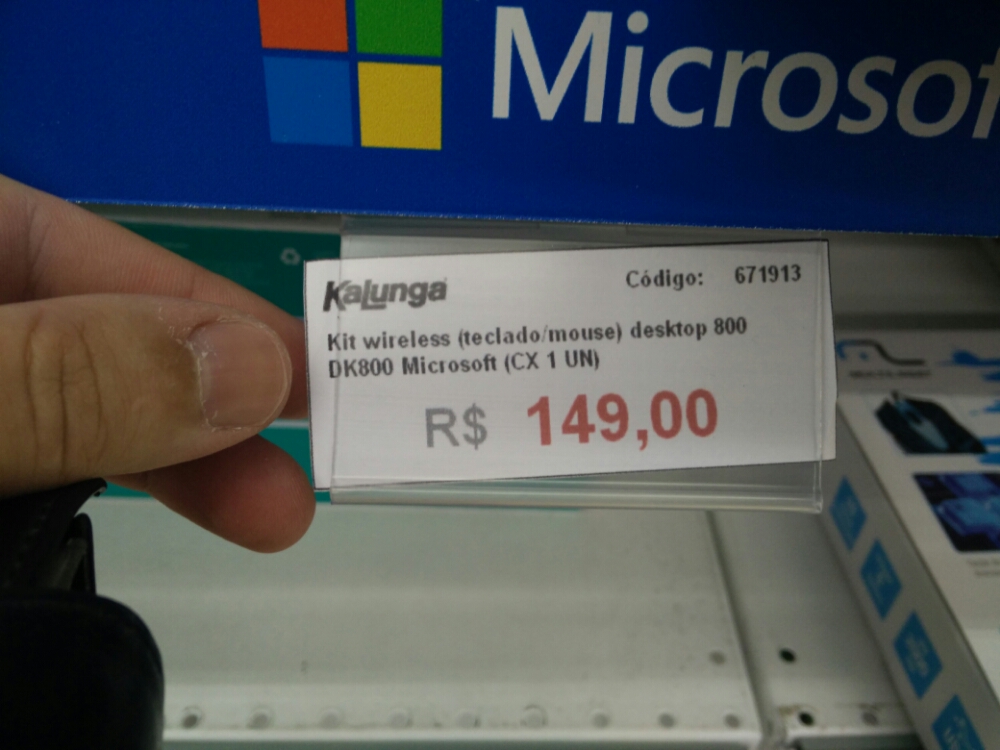 Microsof
Kalunga
Código: 671913
Kit wireless (teclado/mouse) desktop 800
DK800 Microsoft (CX 1 UN)
R$ 149,00